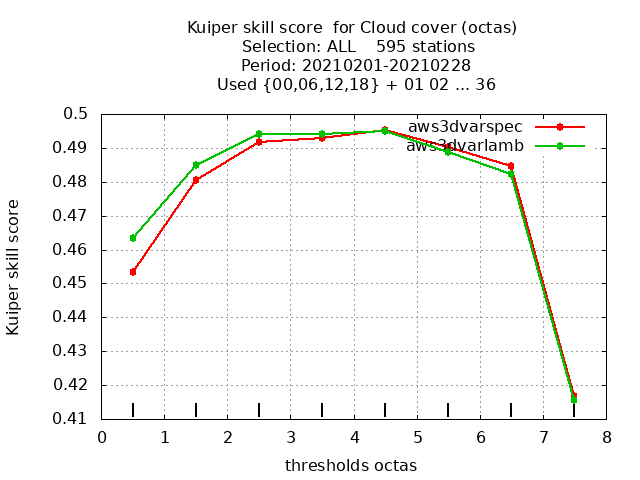 Kuiper skill score  for Cloud cover (octas)
Selection: ALL    595 stations
Period: 20210201-20210228
Used {00,06,12,18} + 01 02 ... 36
aws3dvarspec
aws3dvarlamb
Kuiper skill score
0.5
0.49
0.48
0.47
0.46
0.45
0.44
0.43
0.42
0.41
0 1 2 3 4 5 6 7 8
thresholds octas